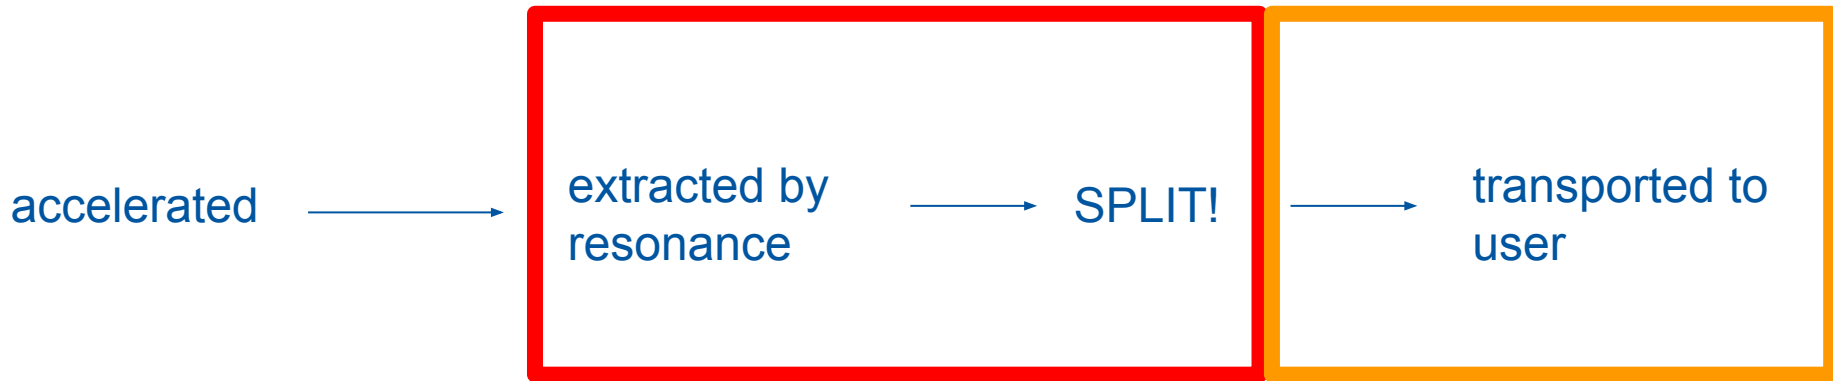 accelerated
extracted by
resonance
SPLIT!
transported to
user